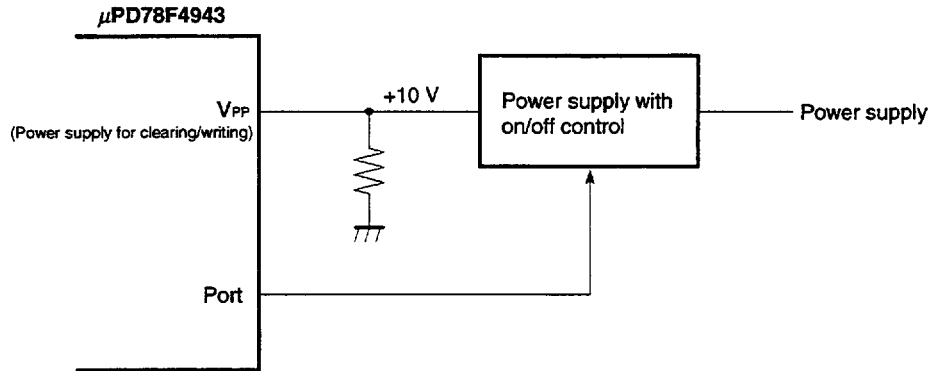 μPD78F4943
VPP
(Power supply for clearing/writing)
+10 V
Power supply with
on/off control
Power supply
Port